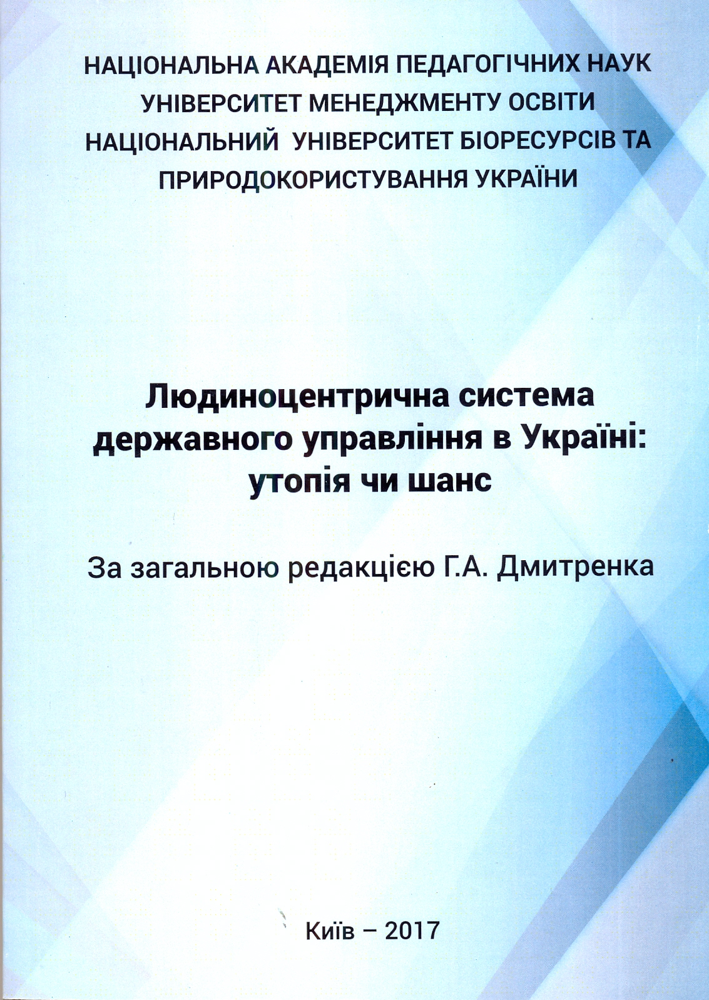 НАЦІОНАЛЬНА АКАДЕМІЯ ПЕДАГОГІЧНИХ НАУК
УНІВЕРСИТЕТ МЕНЕДЖМЕНТУ ОСВІТИ
НАЦІОНАЛЬНИЙ УНІВЕРСИТЕТ БІОРЕСУРСІВ ТА
ПРИРОДОКОРИСТУВАННЯ УКРАЇНИ
Людиноцентрична система
державного управління в Україні:
утопія чи шанс
За загальною редакцією Г.А. Дмитренка
Київ – 2017